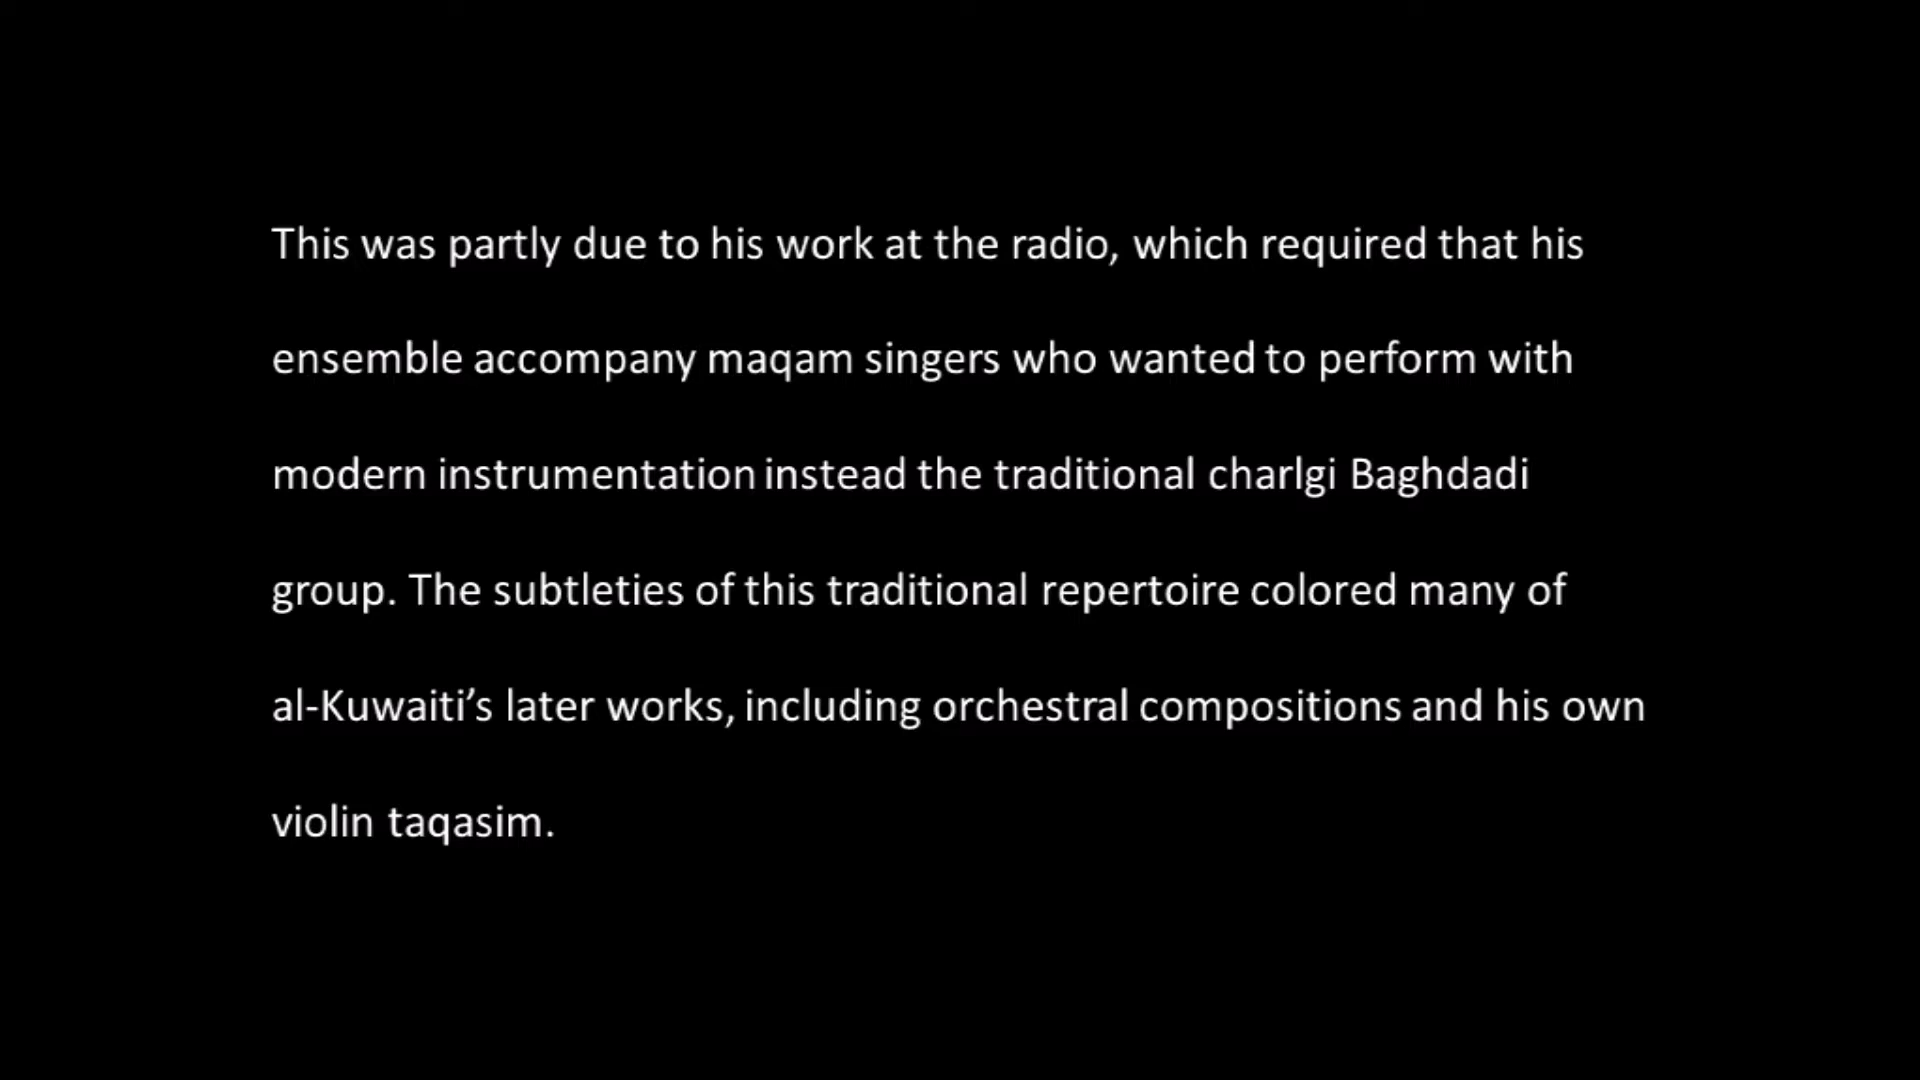 This was partly due to his work at the radio, which required that his
ensemble accompany maqam singers who wanted to perform with
modern instrumentation instead the traditional charlgi Baghdadi
group. The subtleties of this traditional repertoire colored many of
al-Kuwaiti’s later works, including orchestral compositions and his own
violin taqasim.